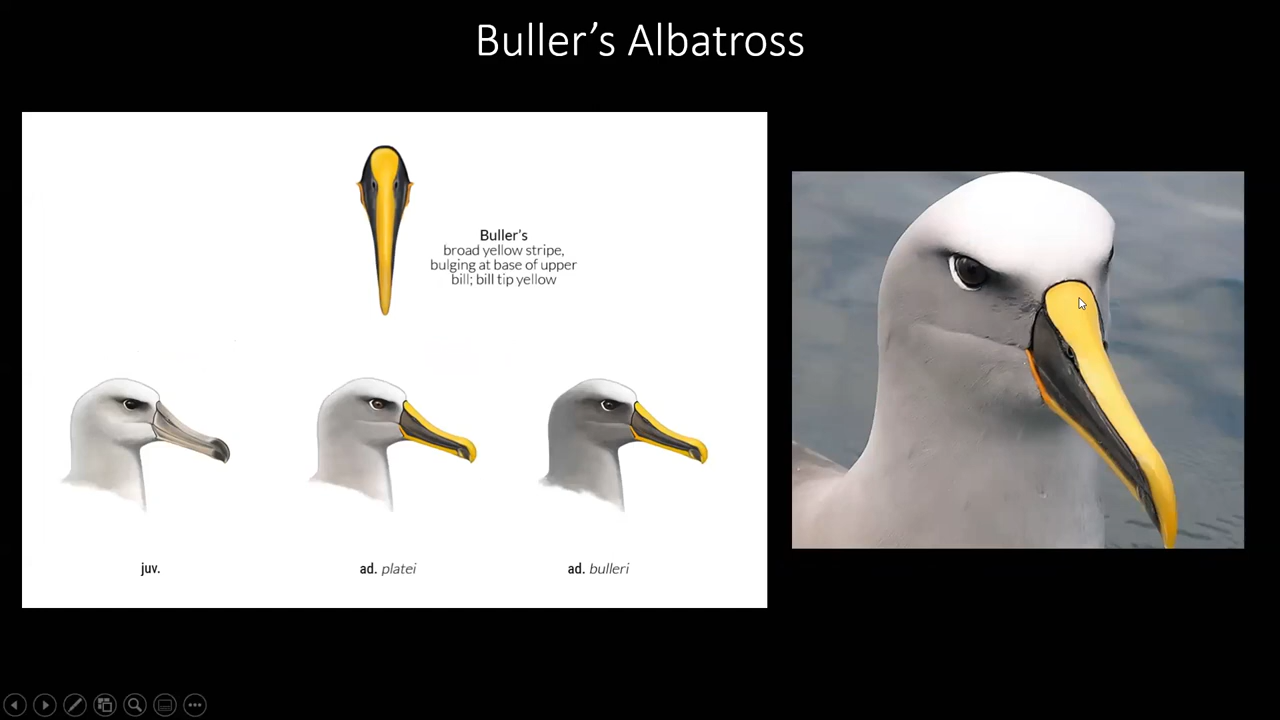 Buller’s Albatross
Buller’s
broad yellow stripe,
bulging at base of upper
bill; bill tip yellow
juv.
ad. platei
ad. bulleri